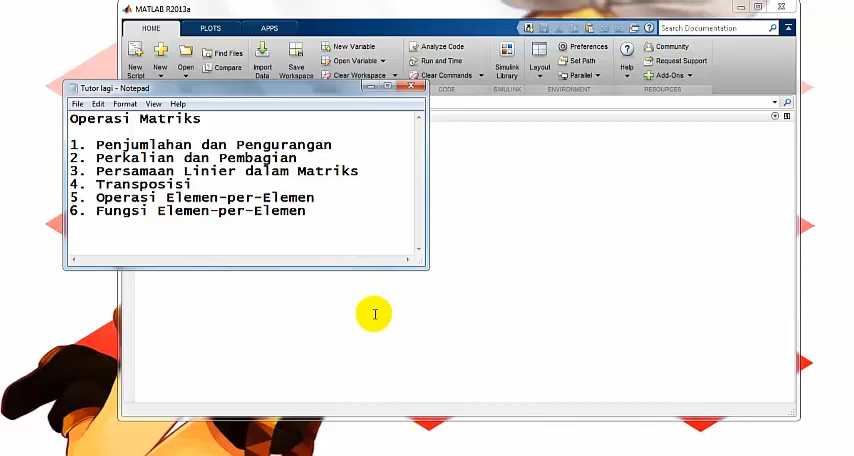 MATLAB R2013a
HOME
PLOTS
APPS
Search Documentation
New Script
New
Open
Find Files
Compare
Import Data
Save Workspace
New Variable
Open Variable
Clear Workspace
Analyze Code
Run and Time
Clear Commands
Simulink Library
Layout
Preferences
Set Path
Parallel
Help
Community
Request Support
Add-Ons
CODE
SIMULINK
ENVIRONMENT
RESOURCES
Tutor lagi - Notepad
File Edit Format View Help
Operasi Matriks
1. Penjumlahan dan Pengurangan
2. Perkalian dan Pembagian
3. Persamaan Linier dalam Matriks
4. Transposisi
5. Operasi Elemen-per-Elemen
6. Fungsi Elemen-per-Elemen